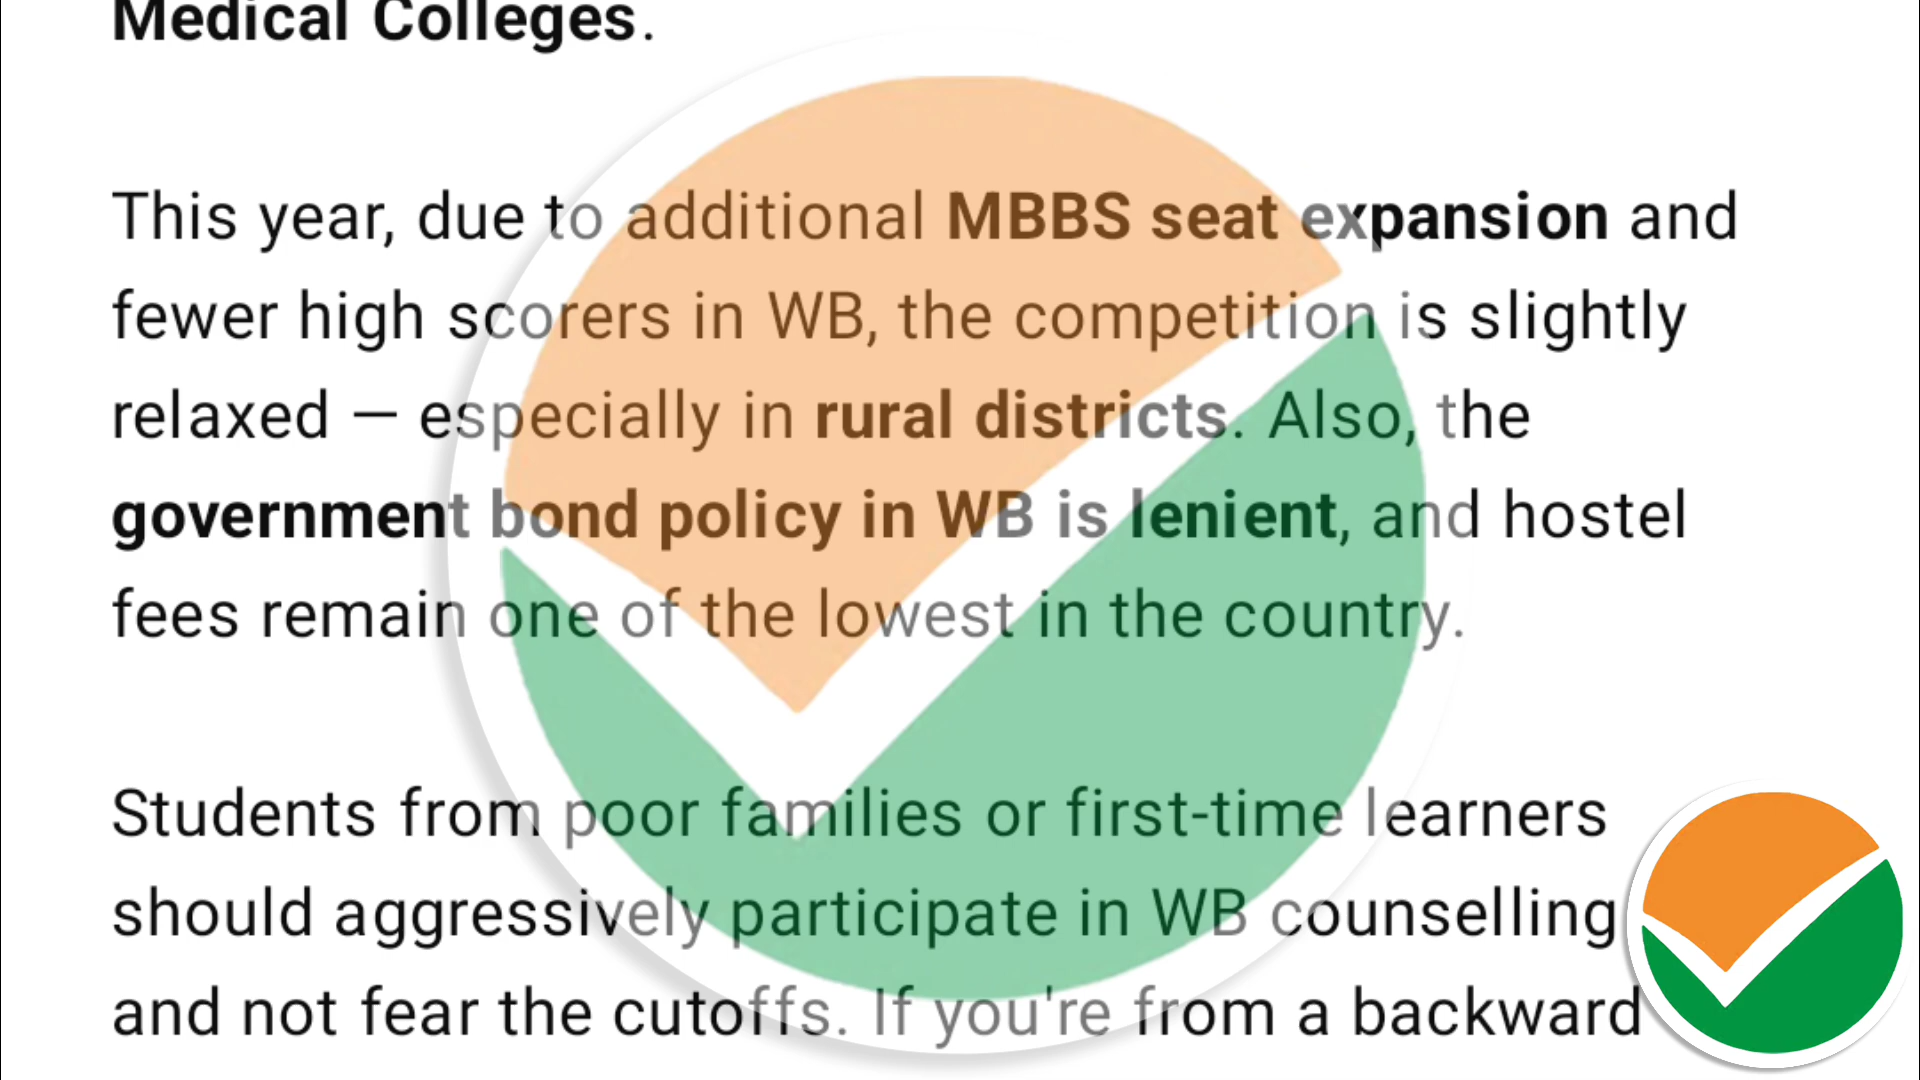 Medical Colleges.
This year, due to additional MBBS seat expansion and
fewer high scorers in WB, the competition is slightly
relaxed — especially in rural districts. Also, the
government bond policy in WB is lenient, and hostel
fees remain one of the lowest in the country.
Students from poor families or first-time learners
should aggressively participate in WB counselling
and not fear the cutoffs. If you're from a backward